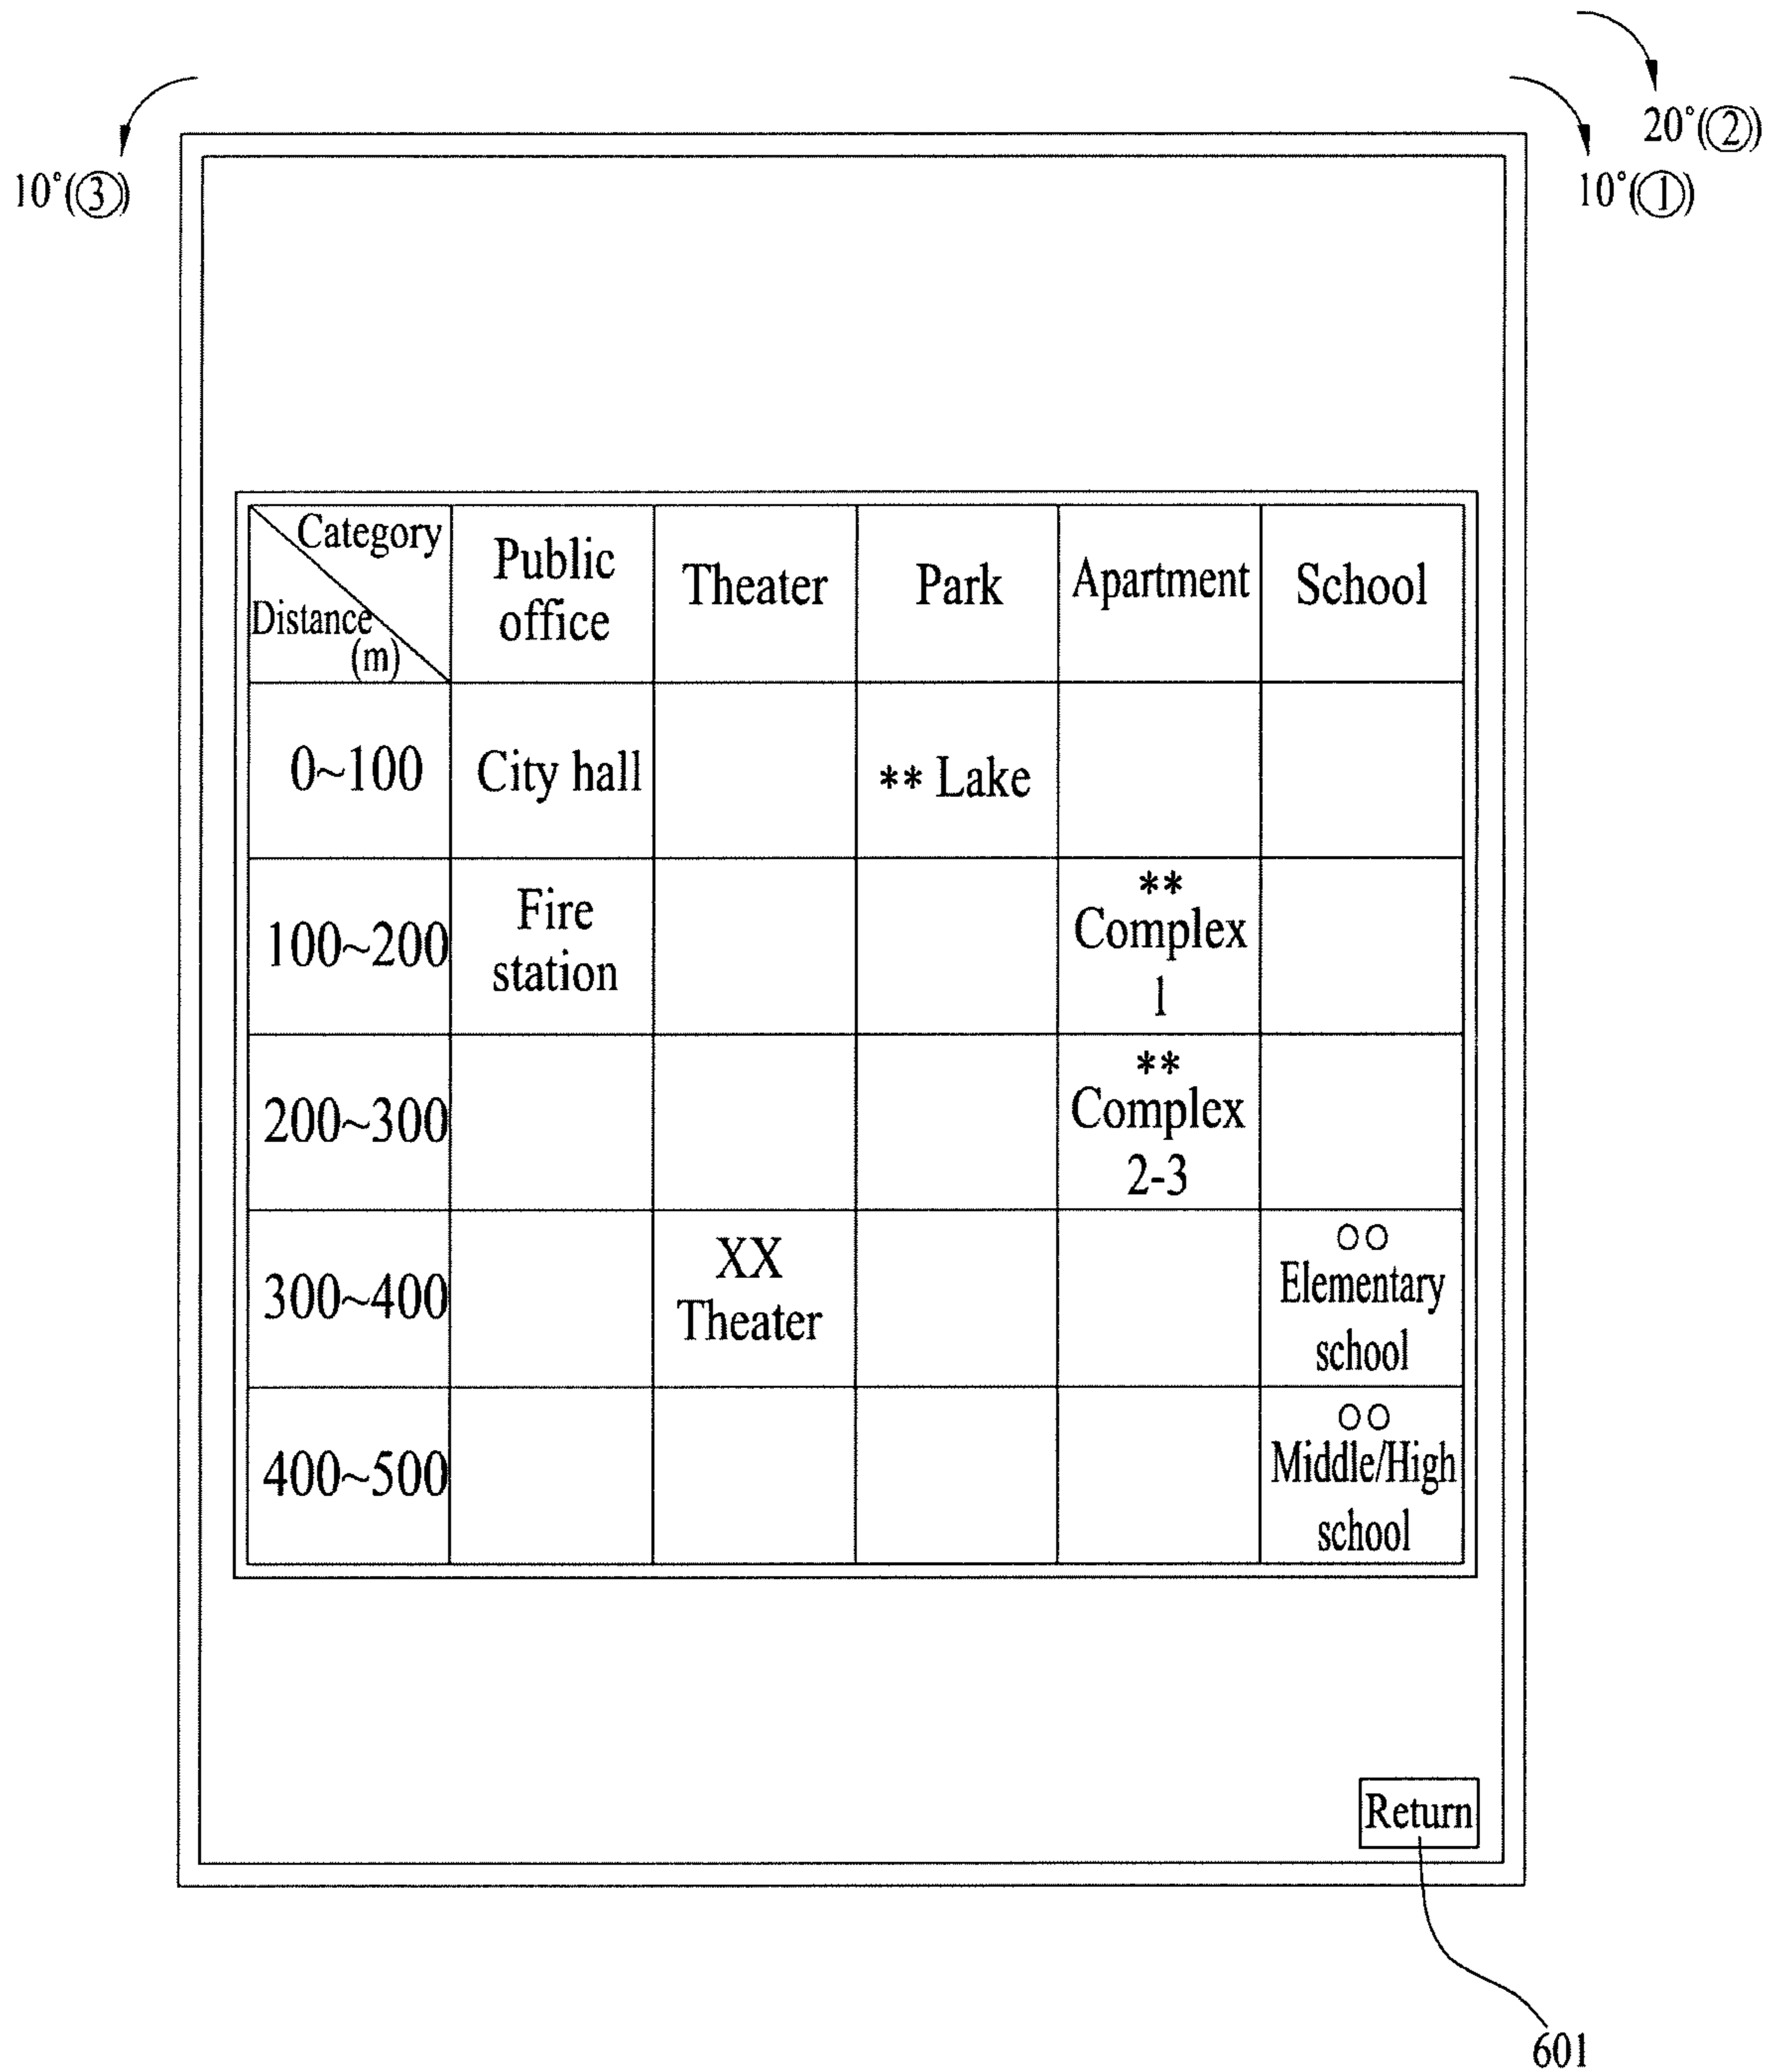 20°(②)
10°(③)
10°(①)
Category
Distance
(m)
Public
office
Theater
Park
Apartment
School
0~100
City hall
** Lake
100~200
Fire
station
**
Complex
1
200~300
**
Complex
2-3
300~400
XX
Theater
○○
Elementary
school
400~500
○○
Middle/High
school
Return
601